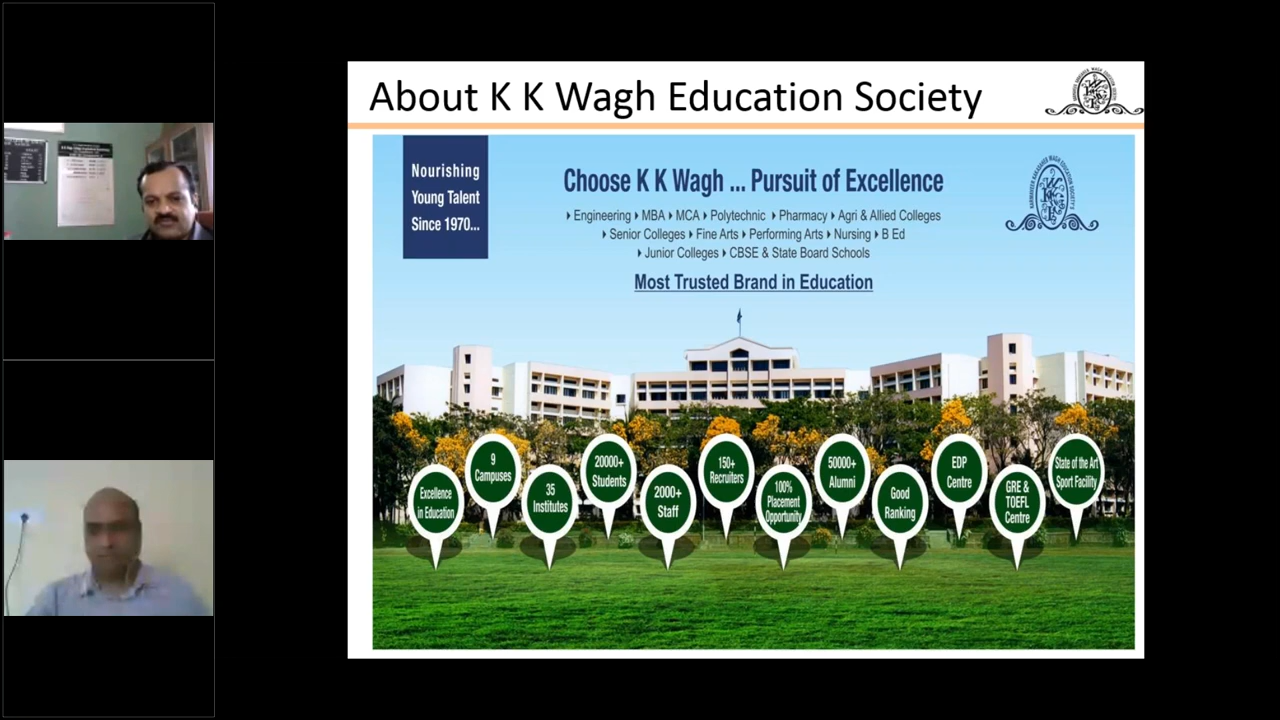 About K K Wagh Education Society
Nourishing
Young Talent
Since 1970...
Choose K K Wagh ... Pursuit of Excellence
Engineering MBA MCA Polytechnic Pharmacy Agri & Allied Colleges
Senior Colleges Fine Arts Performing Arts Nursing B Ed
Junior Colleges CBSE & State Board Schools
Most Trusted Brand in Education
Excellence
in Education
9
Campuses
35
Institutes
20000+
Students
2000+
Staff
150+
Recruiters
100%
Placement
Opportunity
50000+
Alumni
Good
Ranking
EDP
Centre
GRE &
TOEFL
Centre
State of the Art
Sport Facility